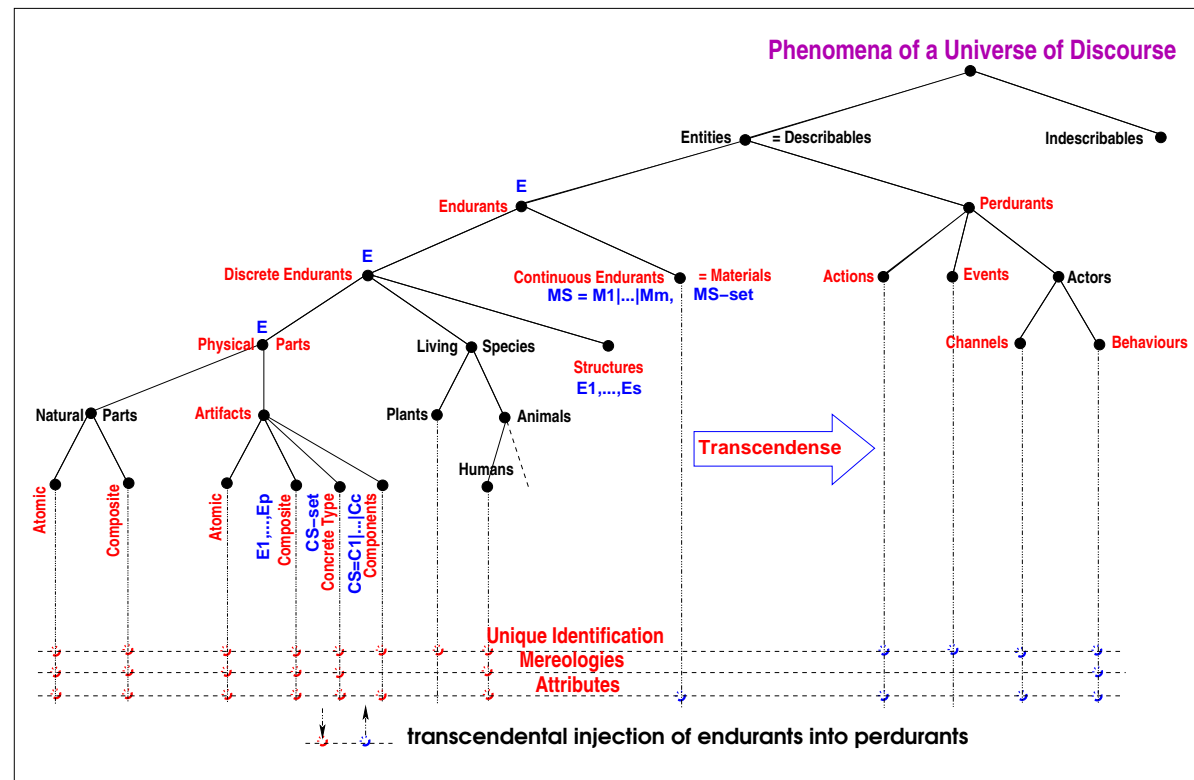 Phenomena of a Universe of Discourse
Entities = Describables
Indescribables
E
Endurants
Perdurants
E
Discrete Endurants
Continuous Endurants = Materials
MS = M1|...|Mm, MS-set
Actions
Events
Actors
E
Physical Parts
Living Species
Structures
E1,...,Es
Channels
Behaviours
Natural Parts
Artifacts
Plants
Animals
Transcendense
Humans
Atomic
Composite
Atomic
E1,...,Ep
Composite
CS-set
Concrete Type
CS=C1|...|Cc
Components
Unique Identification
Mereologies
Attributes
transcendental injection of endurants into perdurants